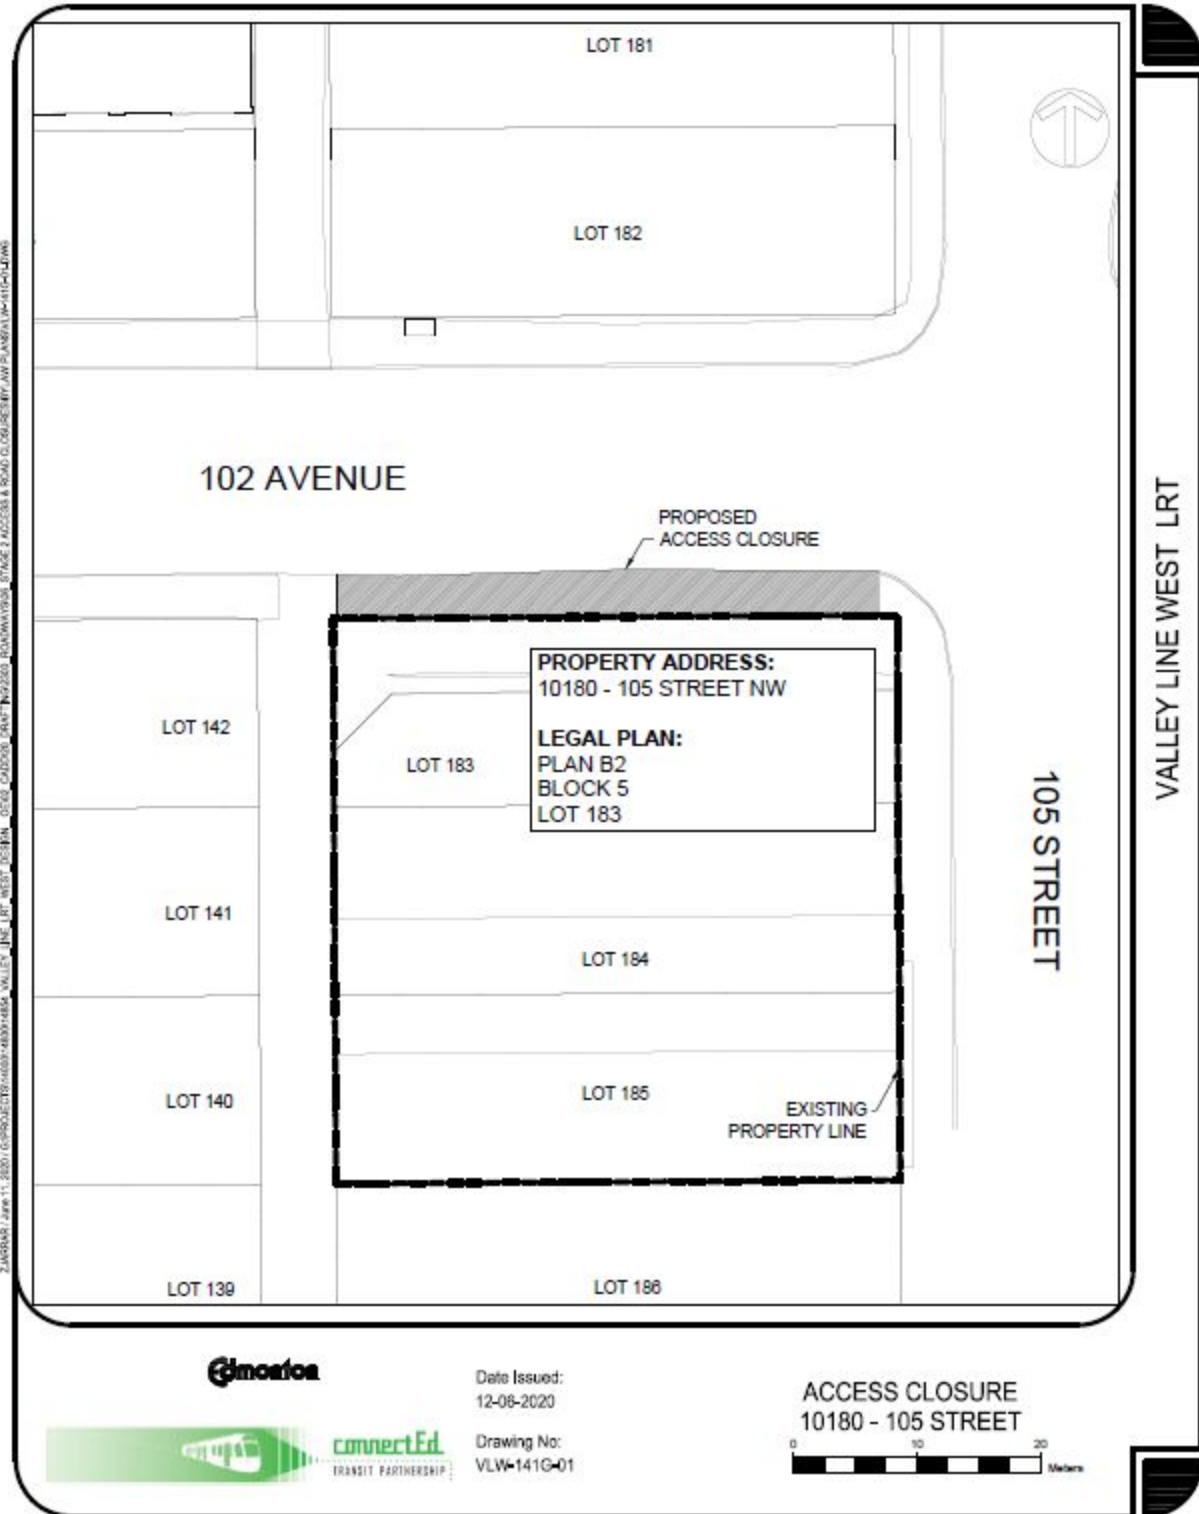 LOT 181
LOT 182
102 AVENUE
PROPOSED
ACCESS CLOSURE
PROPERTY ADDRESS:
10180 - 105 STREET NW
LEGAL PLAN:
PLAN B2
BLOCK 5
LOT 183
LOT 142
LOT 183
LOT 141
LOT 184
LOT 140
LOT 185
EXISTING
PROPERTY LINE
LOT 139
LOT 186
105 STREET
VALLEY LINE WEST LRT
Edmonton
connectEd
TRANSIT PARTNERSHIP
Date Issued:
12-06-2020
Drawing No:
VLW-141G-01
ACCESS CLOSURE
10180 - 105 STREET
0 10 20
Meters